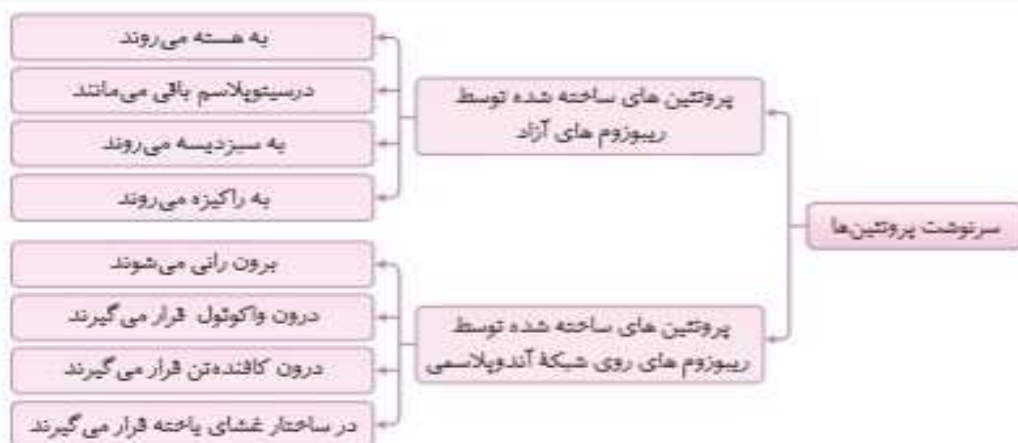 سرنوشت پروتئین‌ها
پروتئین های ساخته شده توسط
ریبوزوم های آزاد
به هسته می‌روند
درسیتوپلاسم باقی می‌مانند
به سبزدیسه می‌روند
به راکیزه می‌روند
پروتئین های ساخته شده توسط
ریبوزوم های روی شبکهٔ آندوپلاسمی
برون رانی می‌شوند
درون واکوئول قرار می‌گیرند
درون کافنده‌تن قرار می‌گیرند
در ساختار غشای یاخته قرار می‌گیرند